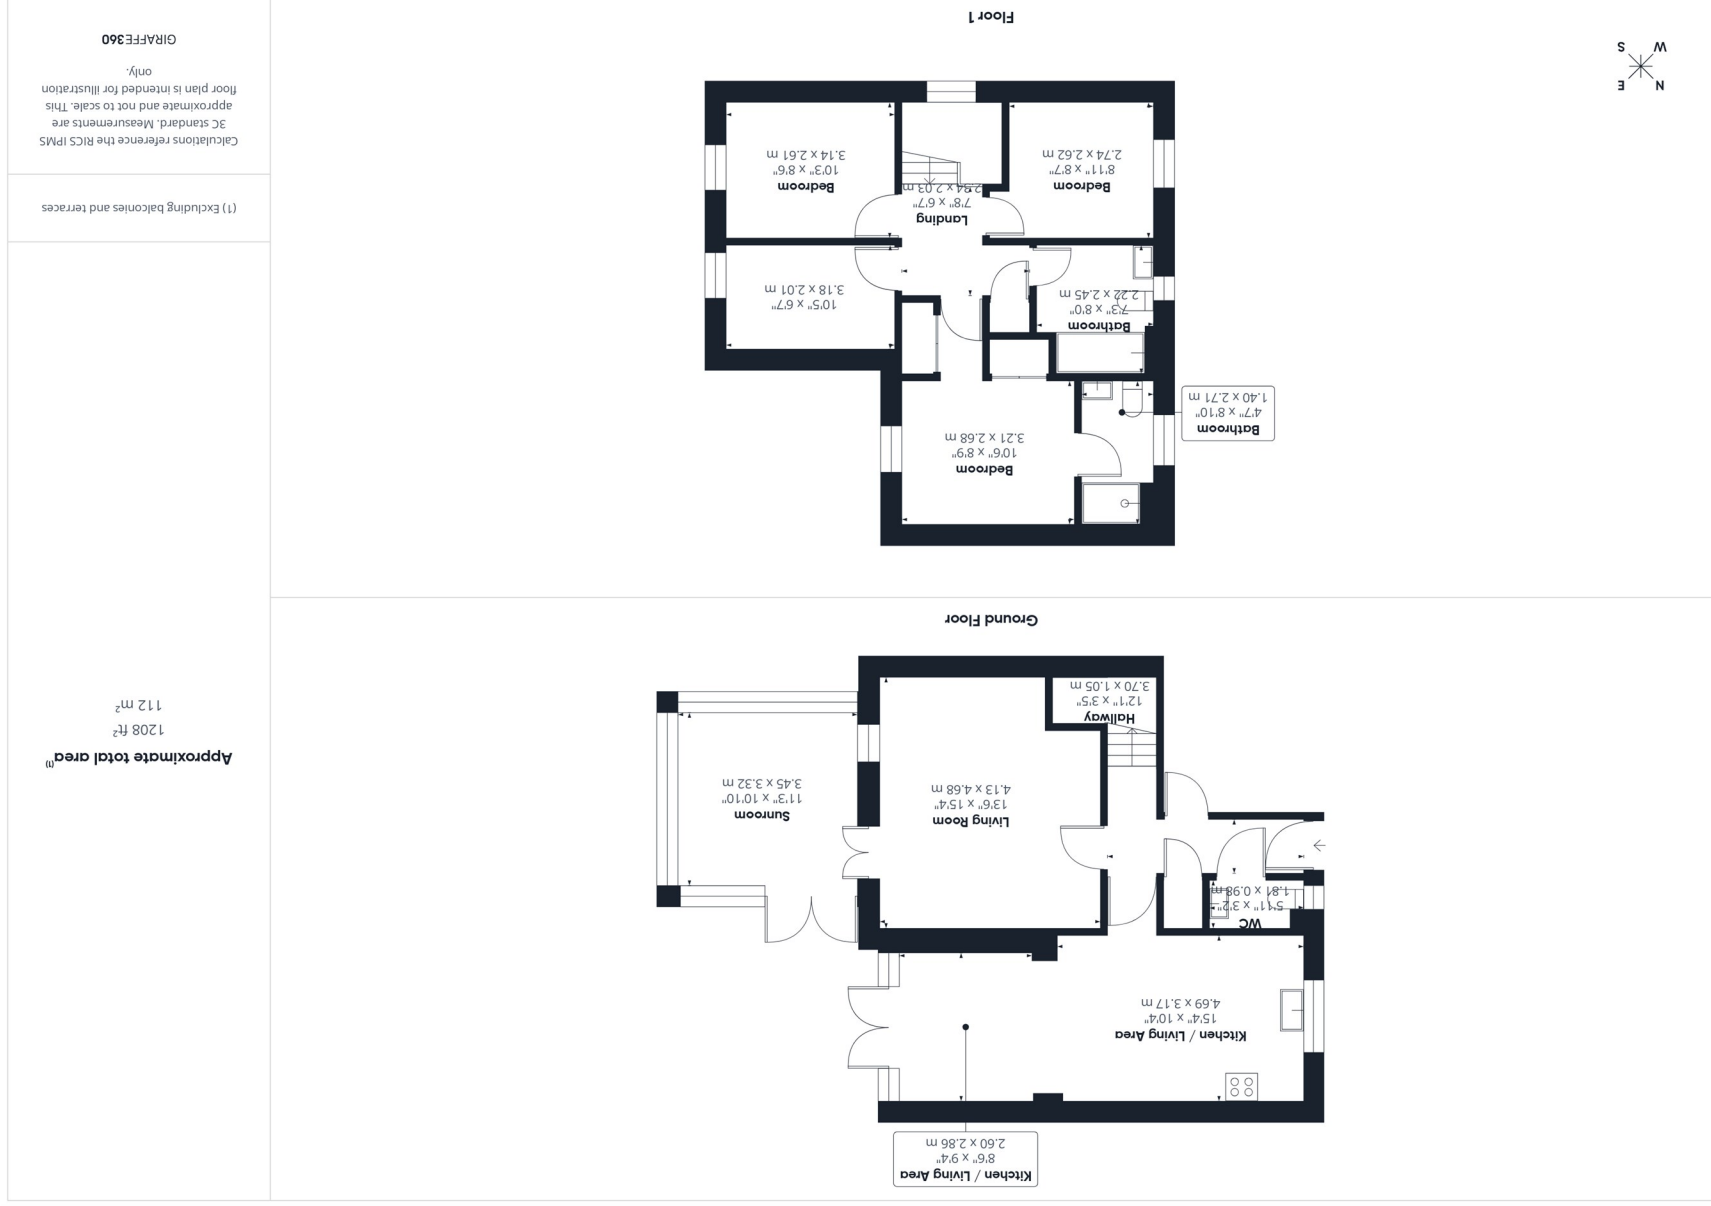 Kitchen / Living Area
8'6" x 9'4"
2.60 x 2.86 m
Kitchen / Living Area
15'4" x 10'4"
4.69 x 3.17 m
WC
5'11" x 3'2"
1.81 x 0.98 m
Living Room
13'6" x 15'4"
4.13 x 4.68 m
Sunroom
11'3" x 10'10"
3.45 x 3.32 m
Hallway
12'1" x 3'5"
3.70 x 1.05 m
Ground Floor
Bedroom
10'6" x 8'9"
3.21 x 2.68 m
Bathroom
4'7" x 8'10"
1.40 x 2.71 m
Bathroom
7'3" x 8'0"
2.22 x 2.45 m
10'5" x 6'7"
3.18 x 2.01 m
Landing
7'8" x 6'7"
2.34 x 2.03 m
Bedroom
8'11" x 8'7"
2.74 x 2.62 m
Bedroom
10'3" x 8'6"
3.14 x 2.61 m
Floor 1
N E
W S
Approximate total area(1)
1208 ft²
112 m²
(1) Excluding balconies and terraces
Calculations reference the RICS IPMS
3C standard. Measurements are
approximate and not to scale. This
floor plan is intended for illustration
only.
GIRAFFE360